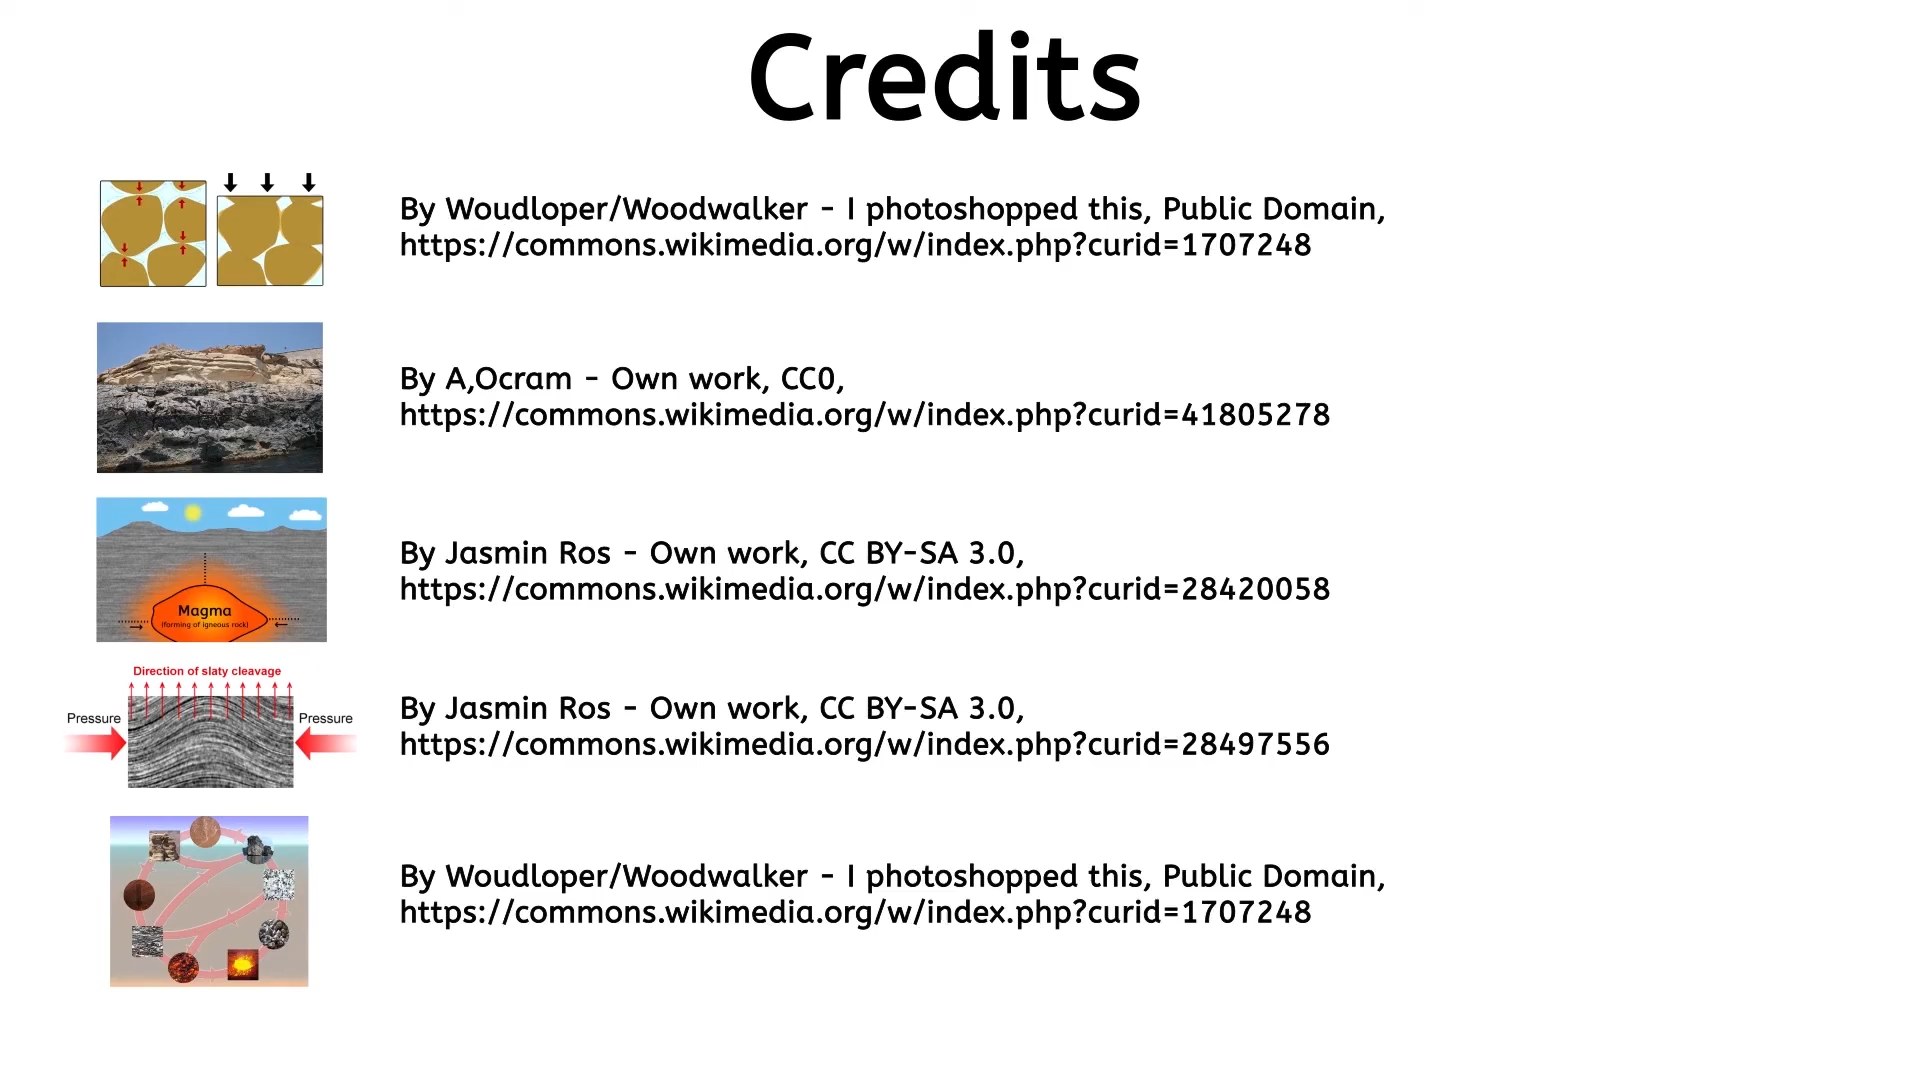 Credits
By Woudloper/Woodwalker - I photoshopped this, Public Domain,
https://commons.wikimedia.org/w/index.php?curid=1707248
By A,Ocram - Own work, CC0,
https://commons.wikimedia.org/w/index.php?curid=41805278
Magma
(forming of igneous rock)
By Jasmin Ros - Own work, CC BY-SA 3.0,
https://commons.wikimedia.org/w/index.php?curid=28420058
Direction of slaty cleavage
Pressure
Pressure
By Jasmin Ros - Own work, CC BY-SA 3.0,
https://commons.wikimedia.org/w/index.php?curid=28497556
By Woudloper/Woodwalker - I photoshopped this, Public Domain,
https://commons.wikimedia.org/w/index.php?curid=1707248